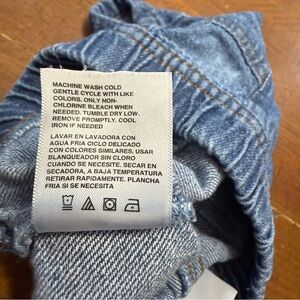 MACHINE WASH COLD
GENTLE CYCLE WITH LIKE
COLORS. ONLY NON-
CHLORINE BLEACH WHEN
NEEDED. TUMBLE DRY LOW.
REMOVE PROMPTLY. COOL
IRON IF NEEDED
LAVAR EN LAVADORA CON
AGUA FRIA CICLO DELICADO
CON COLORES SIMILARES. USAR
BLANQUEADOR SIN CLORO
CUANDO NECESITE. SECAR EN
SECADORA, A BAJA TEMPERATURA
RETIRAR RAPIDAMENTE. PLANCHA
FRIA SI SE NECESITA